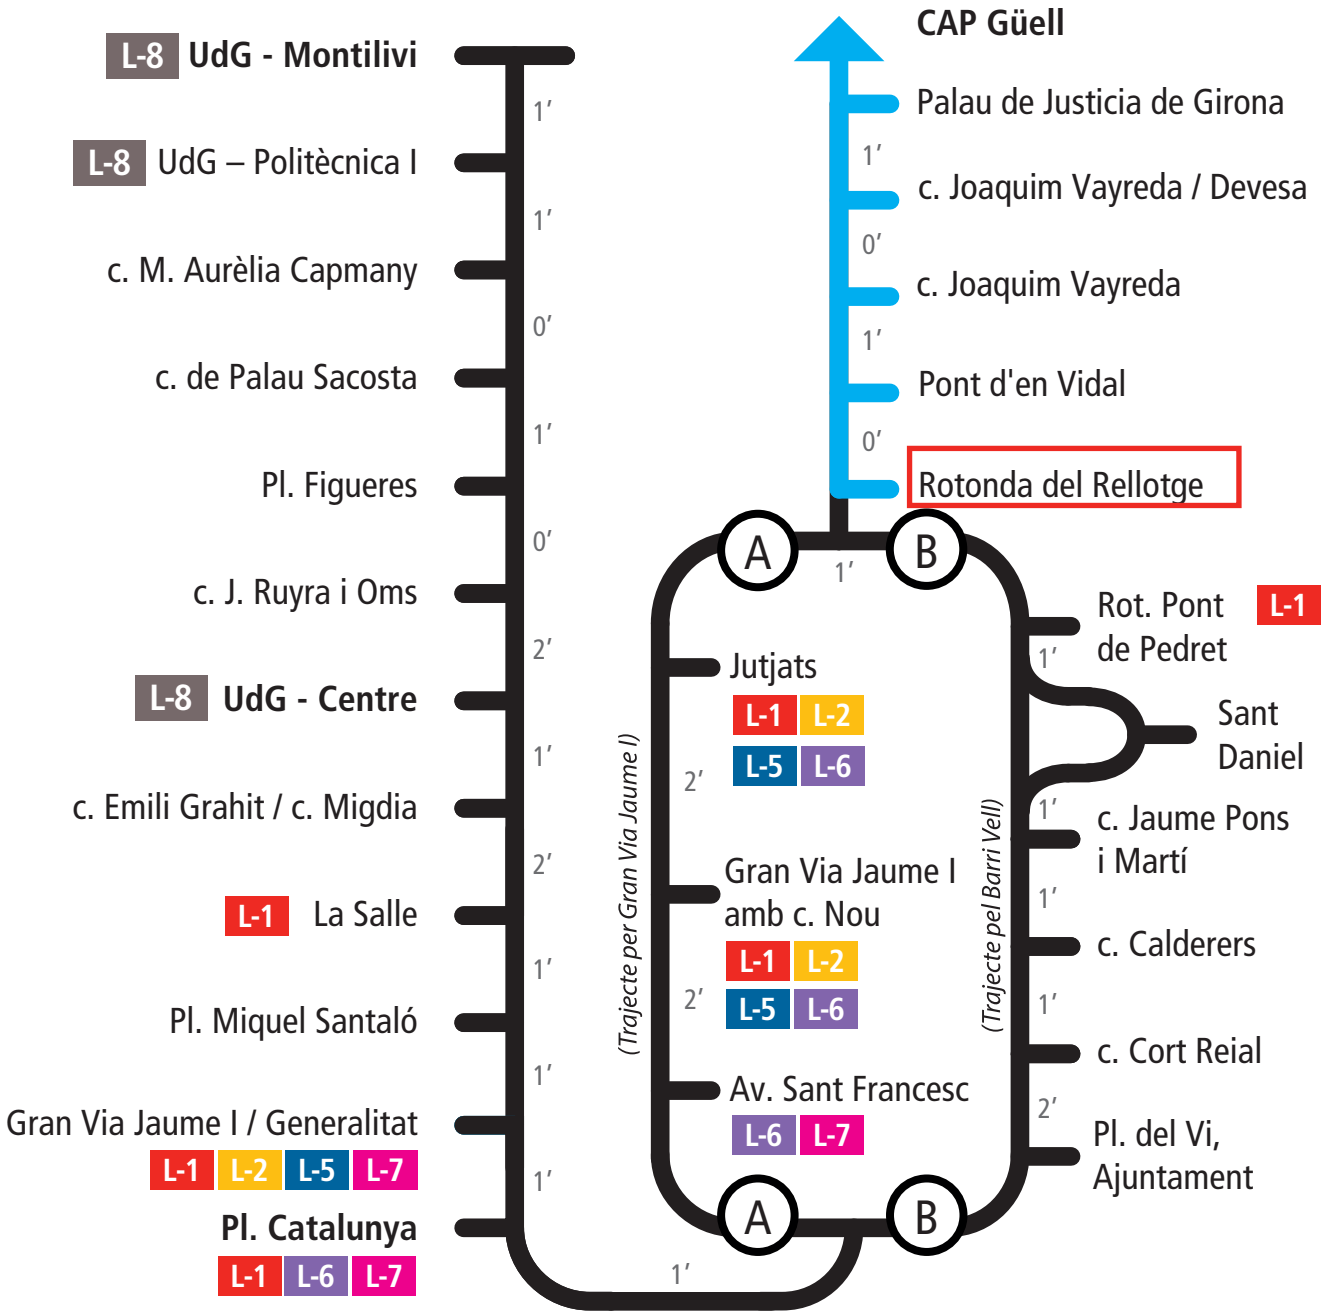 L-8 UdG - Montilivi
1’
L-8 UdG – Politècnica I
1’
c. M. Aurèlia Capmany
0’
c. de Palau Sacosta
1’
Pl. Figueres
0’
c. J. Ruyra i Oms
2’
L-8 UdG - Centre
1’
c. Emili Grahit / c. Migdia
2’
L-1 La Salle
1’
Pl. Miquel Santaló
1’
Gran Via Jaume I / Generalitat
L-1 L-2 L-5 L-7
1’
Pl. Catalunya
L-1 L-6 L-7
1’
CAP Güell
Palau de Justicia de Girona
1’
c. Joaquim Vayreda / Devesa
0’
c. Joaquim Vayreda
1’
Pont d'en Vidal
0’
Rotonda del Rellotge
A
B
1’
(Trajecte per Gran Via Jaume I)
Jutjats
L-1 L-2
L-5 L-6
2’
Gran Via Jaume I
amb c. Nou
L-1 L-2
L-5 L-6
2’
Av. Sant Francesc
L-6 L-7
A
B
(Trajecte pel Barri Vell)
Rot. Pont L-1
de Pedret
1’
Sant
Daniel
1’
c. Jaume Pons
i Martí
1’
c. Calderers
1’
c. Cort Reial
2’
Pl. del Vi,
Ajuntament